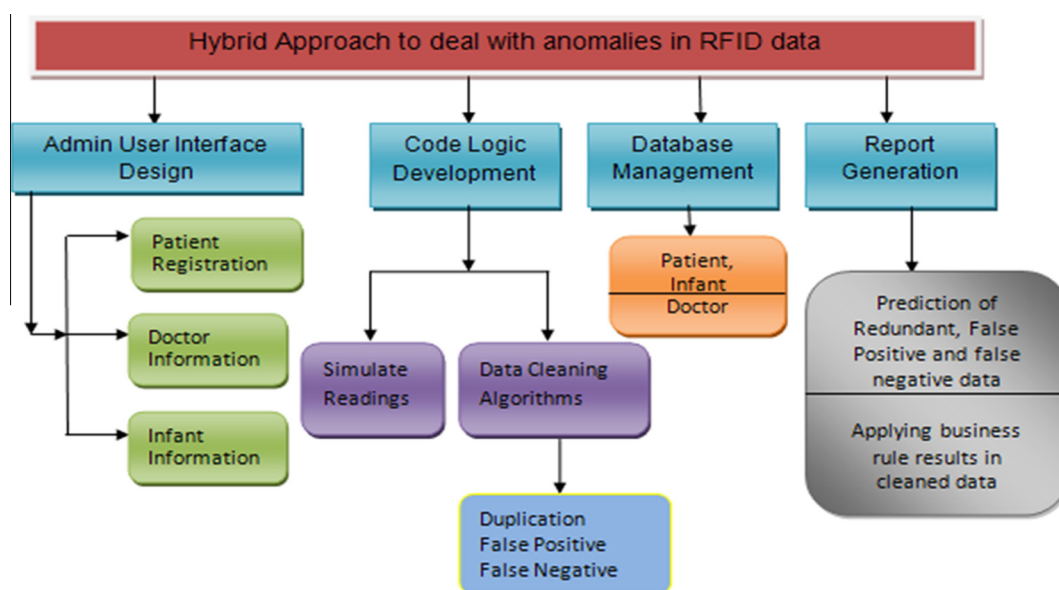 Hybrid Approach to deal with anomalies in RFID data
Admin User Interface
Design
Code Logic
Development
Database
Management
Report
Generation
Patient
Registration
Doctor
Information
Infant
Information
Simulate
Readings
Data Cleaning
Algorithms
Duplication
False Positive
False Negative
Patient,
Infant
Doctor
Prediction of
Redundant, False
Positive and false
negative data
Applying business
rule results in
cleaned data